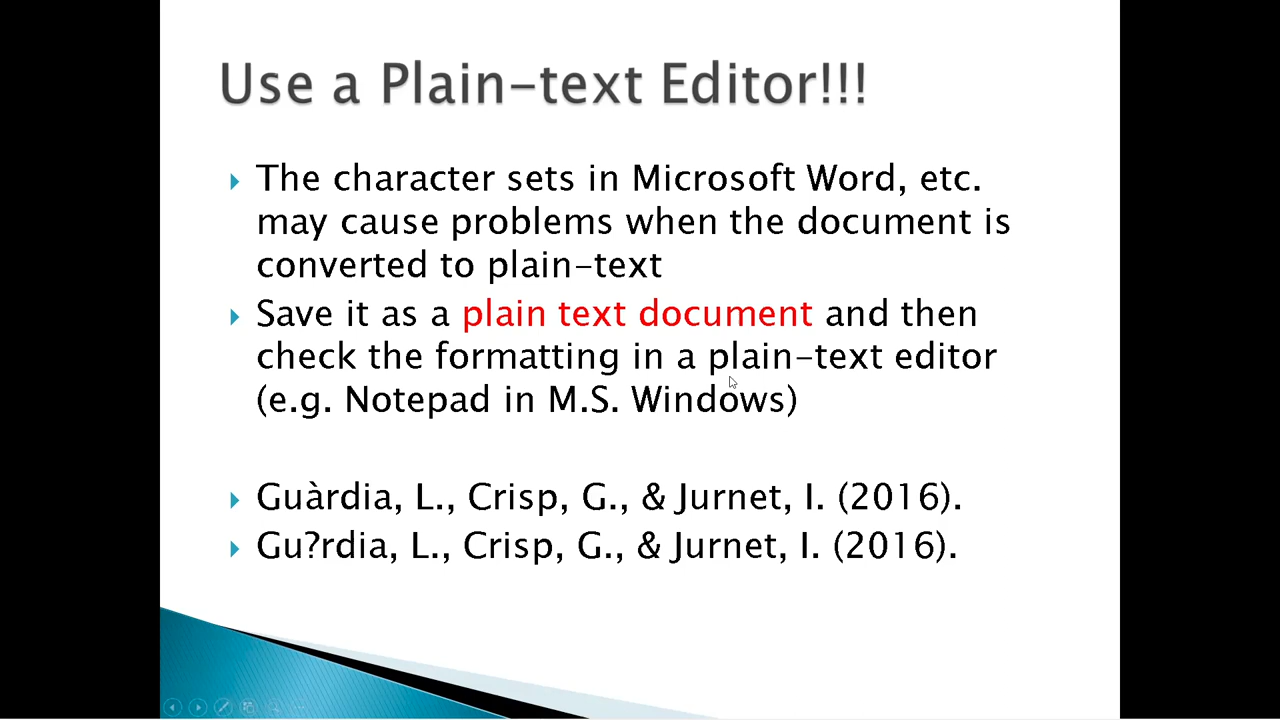 Use a Plain-text Editor!!!
The character sets in Microsoft Word, etc.
may cause problems when the document is
converted to plain-text
Save it as a plain text document and then
check the formatting in a plain-text editor
(e.g. Notepad in M.S. Windows)
Guàrdia, L., Crisp, G., & Jurnet, I. (2016).
Gu?rdia, L., Crisp, G., & Jurnet, I. (2016).